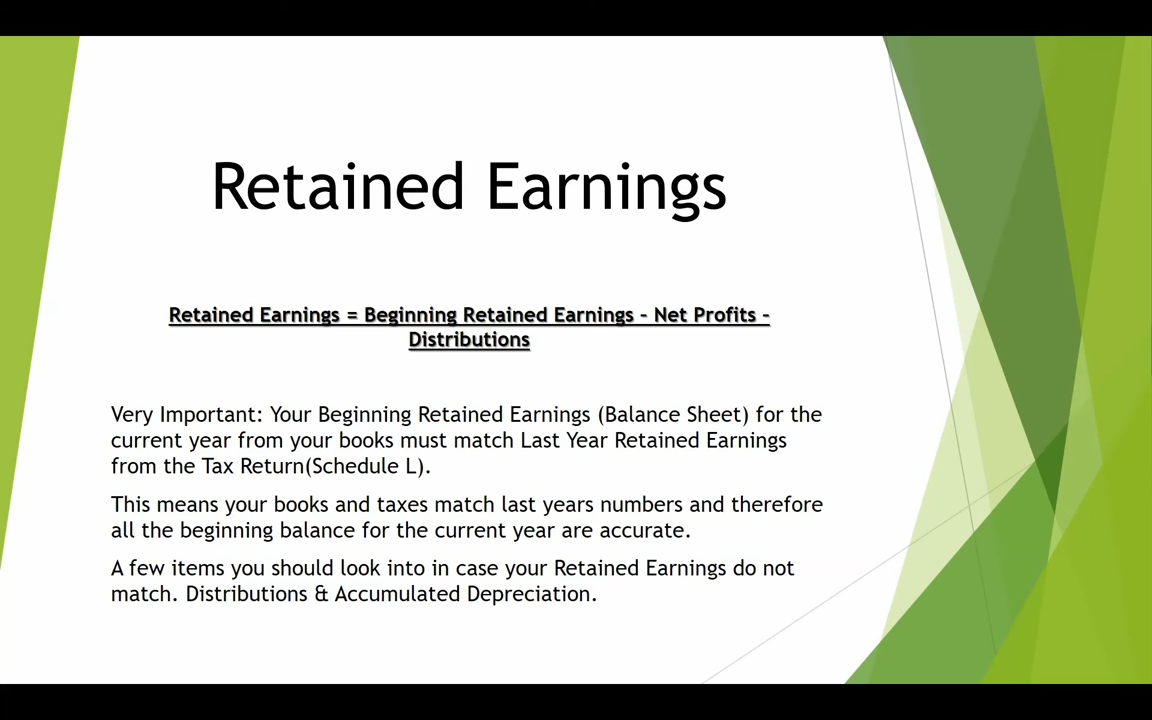 Retained Earnings
Retained Earnings = Beginning Retained Earnings – Net Profits –
Distributions
Very Important: Your Beginning Retained Earnings (Balance Sheet) for the
current year from your books must match Last Year Retained Earnings
from the Tax Return(Schedule L).
This means your books and taxes match last years numbers and therefore
all the beginning balance for the current year are accurate.
A few items you should look into in case your Retained Earnings do not
match. Distributions & Accumulated Depreciation.